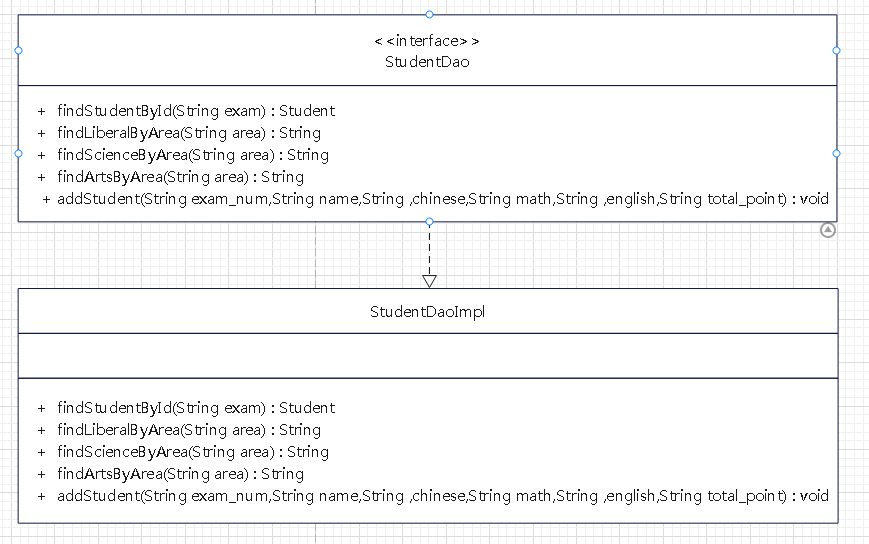 < <interface> >
StudentDao
+ findStudentById(String exam) : Student
+ findLiberalByArea(String area) : String
+ findScienceByArea(String area) : String
+ findArtsByArea(String area) : String
+ addStudent(String exam_num,String name,String ,chinese,String math,String ,english,String total_point) : void
StudentDaoImpl
+ findStudentById(String exam) : Student
+ findLiberalByArea(String area) : String
+ findScienceByArea(String area) : String
+ findArtsByArea(String area) : String
+ addStudent(String exam_num,String name,String ,chinese,String math,String ,english,String total_point) : void